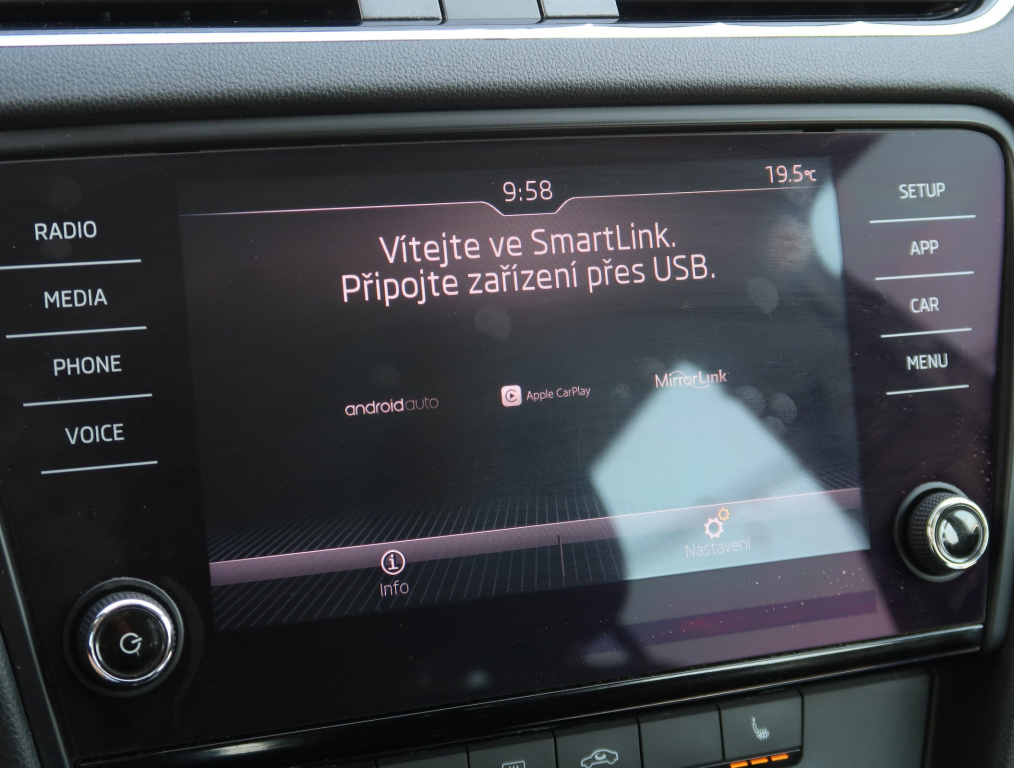 9:58
19.5°C
Vítejte ve SmartLink.
Připojte zařízení přes USB.
androidauto
Apple CarPlay
MirrorLink
Info
Nastavení
RADIO
MEDIA
PHONE
VOICE
SETUP
APP
CAR
MENU